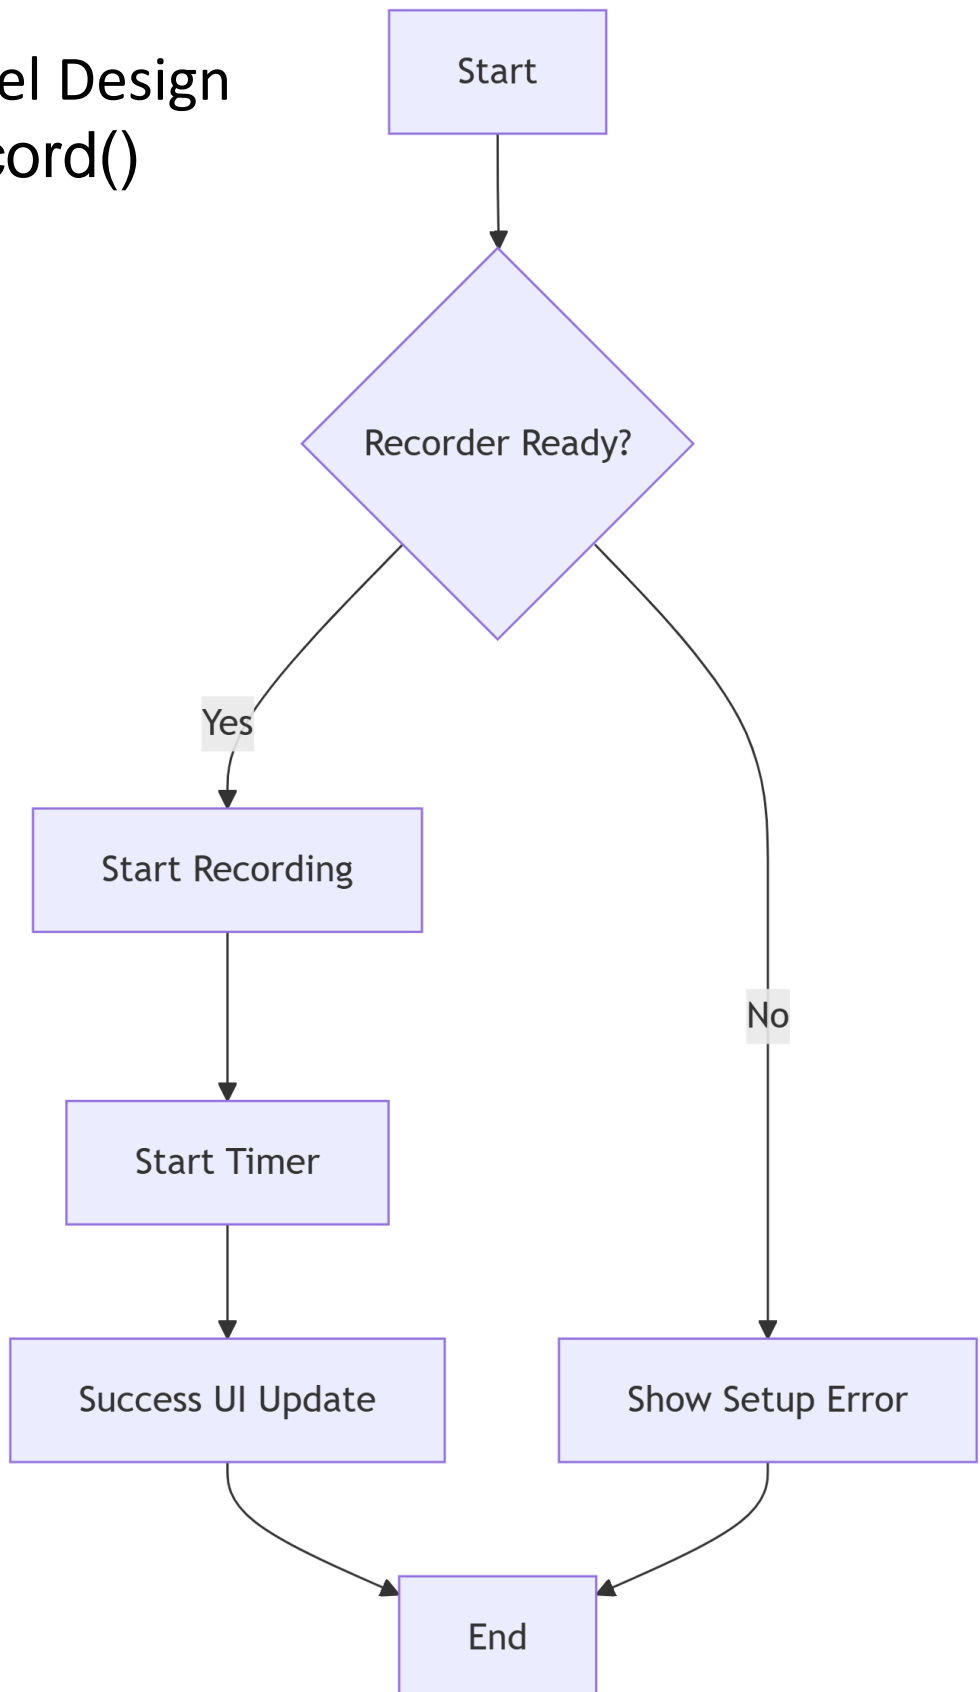 el Design
cord()
Start
Recorder Ready?
Yes
Start Recording
No
Start Timer
Success UI Update
Show Setup Error
End